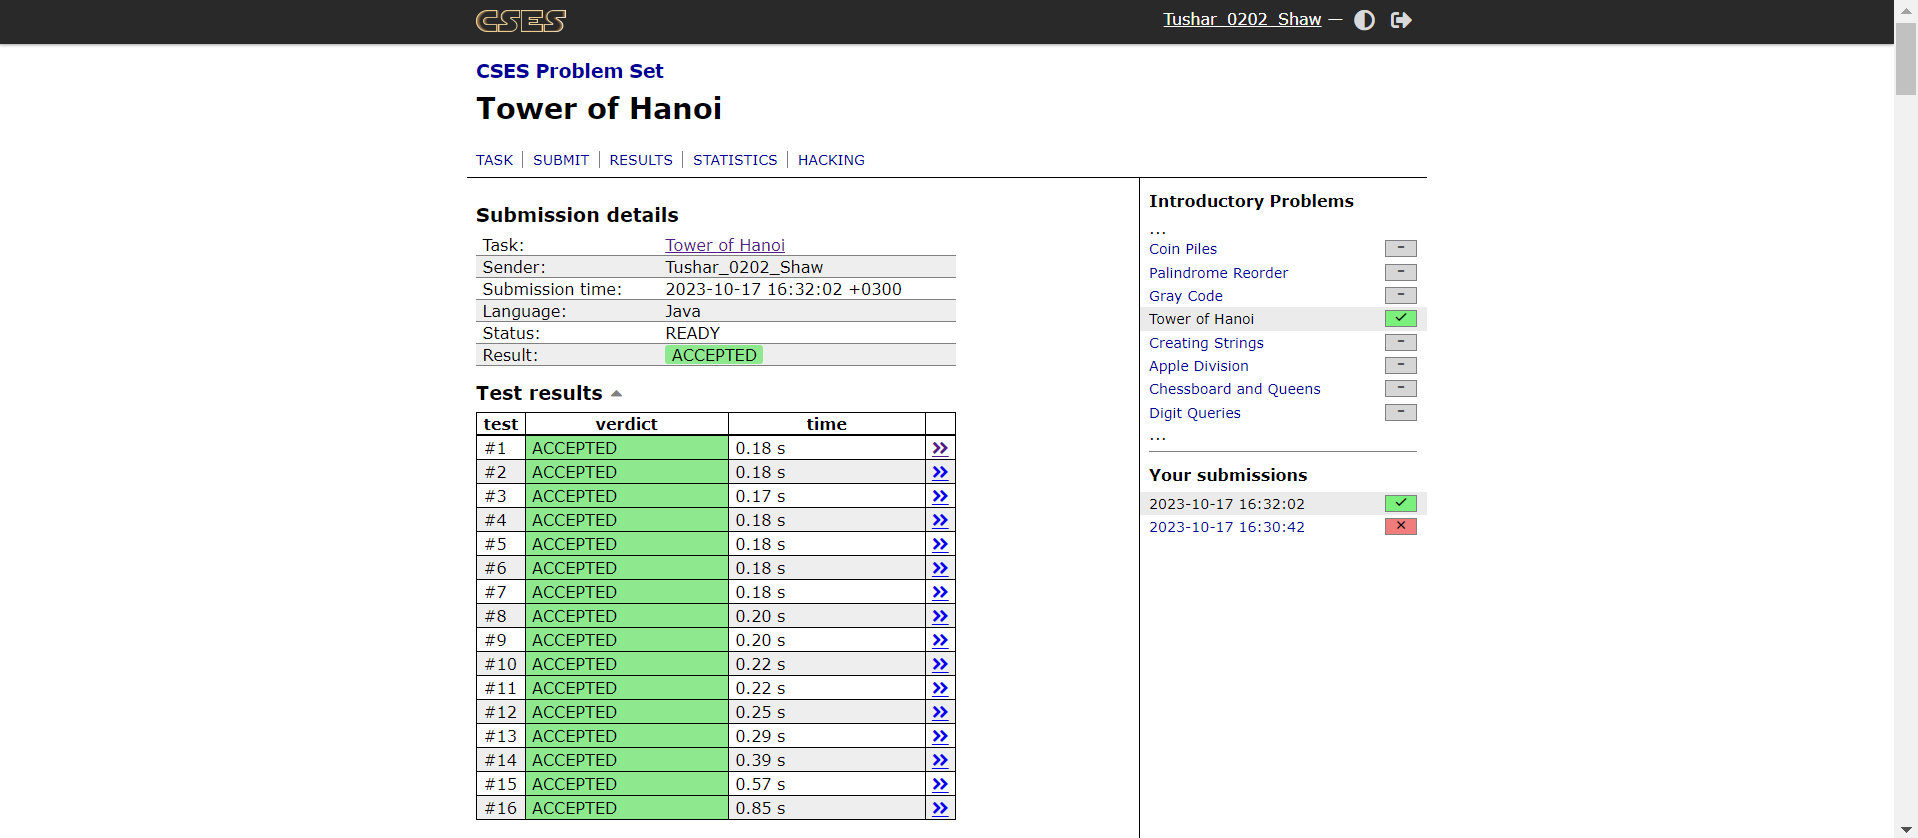 CSES
Tushar_0202_Shaw —
CSES Problem Set
Tower of Hanoi
TASK | SUBMIT | RESULTS | STATISTICS | HACKING
Submission details
Task: Tower of Hanoi
Sender: Tushar_0202_Shaw
Submission time: 2023-10-17 16:32:02 +0300
Language: Java
Status: READY
Result: ACCEPTED
Test results
test verdict time
#1 ACCEPTED 0.18 s »
#2 ACCEPTED 0.18 s »
#3 ACCEPTED 0.17 s »
#4 ACCEPTED 0.18 s »
#5 ACCEPTED 0.18 s »
#6 ACCEPTED 0.18 s »
#7 ACCEPTED 0.18 s »
#8 ACCEPTED 0.20 s »
#9 ACCEPTED 0.20 s »
#10 ACCEPTED 0.22 s »
#11 ACCEPTED 0.22 s »
#12 ACCEPTED 0.25 s »
#13 ACCEPTED 0.29 s »
#14 ACCEPTED 0.39 s »
#15 ACCEPTED 0.57 s »
#16 ACCEPTED 0.85 s »
Introductory Problems
...
Coin Piles –
Palindrome Reorder –
Gray Code –
Tower of Hanoi ✓
Creating Strings –
Apple Division –
Chessboard and Queens –
Digit Queries –
...
Your submissions
2023-10-17 16:32:02 ✓
2023-10-17 16:30:42 ×